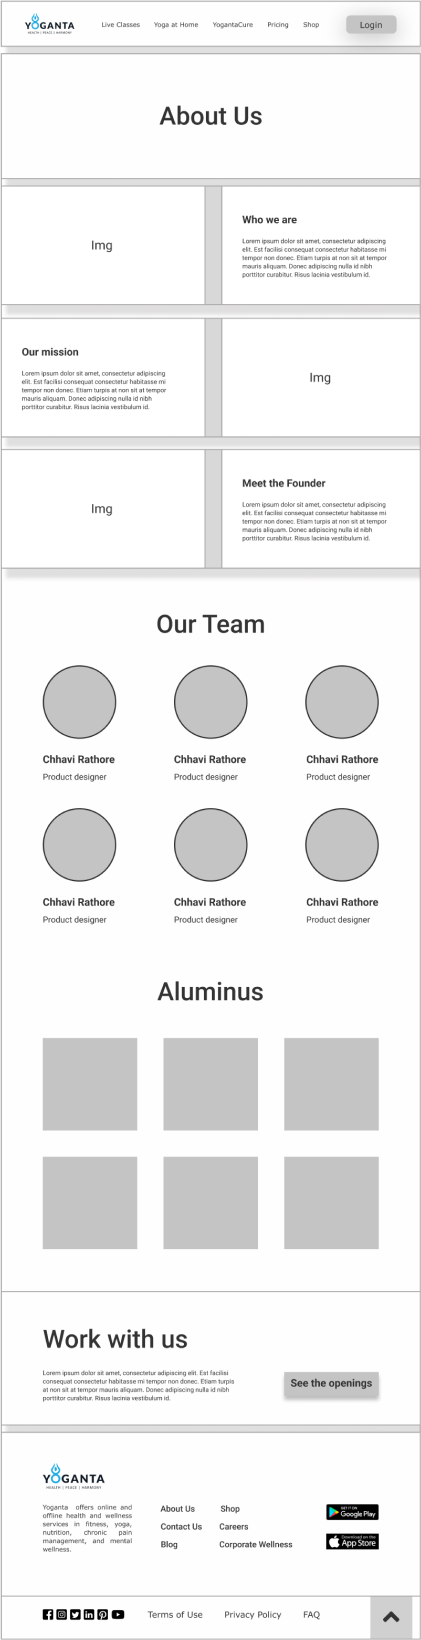 YOGANTA
HEALTH | PEACE | HARMONY
Live Classes Yoga at Home YogantaCure Pricing Shop Login
About Us
Img
Who we are
Lorem ipsum dolor sit amet, consectetur adipiscing
elit. Est facilisi consequat consectetur habitasse mi
tempor non donec. Etiam turpis at non sit at tempor
mauris aliquam. Donec adipiscing nulla id nibh
porttitor curabitur. Risus lacinia vestibulum id.
Our mission
Lorem ipsum dolor sit amet, consectetur adipiscing
elit. Est facilisi consequat consectetur habitasse mi
tempor non donec. Etiam turpis at non sit at tempor
mauris aliquam. Donec adipiscing nulla id nibh
porttitor curabitur. Risus lacinia vestibulum id.
Img
Img
Meet the Founder
Lorem ipsum dolor sit amet, consectetur adipiscing
elit. Est facilisi consequat consectetur habitasse mi
tempor non donec. Etiam turpis at non sit at tempor
mauris aliquam. Donec adipiscing nulla id nibh
porttitor curabitur. Risus lacinia vestibulum id.
Our Team
Chhavi Rathore Chhavi Rathore Chhavi Rathore
Product designer Product designer Product designer
Chhavi Rathore Chhavi Rathore Chhavi Rathore
Product designer Product designer Product designer
Aluminus
Work with us
Lorem ipsum dolor sit amet, consectetur adipiscing elit. Est facilisi
consequat consectetur habitasse mi tempor non donec. Etiam turpis
at non sit at tempor mauris aliquam. Donec adipiscing nulla id nibh
porttitor curabitur. Risus lacinia vestibulum id.
See the openings
YOGANTA
HEALTH | PEACE | HARMONY
Yoganta offers online and
offline health and wellness
services in fitness, yoga,
nutrition, chronic pain
management, and mental
wellness.
About Us Shop
Contact Us Careers
Blog Corporate Wellness
GET IT ON
Google Play
Download on the
App Store
Terms of Use Privacy Policy FAQ